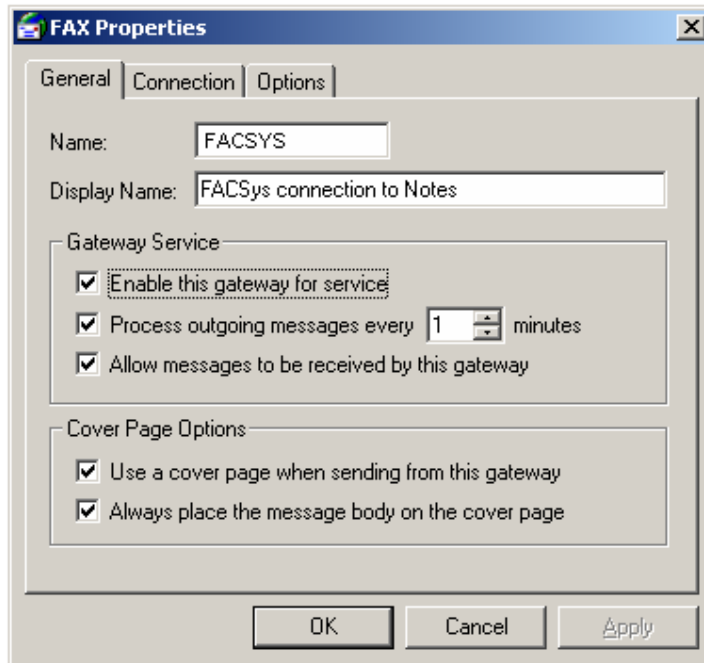 FAX Properties
General Connection Options
Name: FACSYS
Display Name: FACSys connection to Notes
Gateway Service
Enable this gateway for service
Process outgoing messages every 1 minutes
Allow messages to be received by this gateway
Cover Page Options
Use a cover page when sending from this gateway
Always place the message body on the cover page
OK Cancel Apply